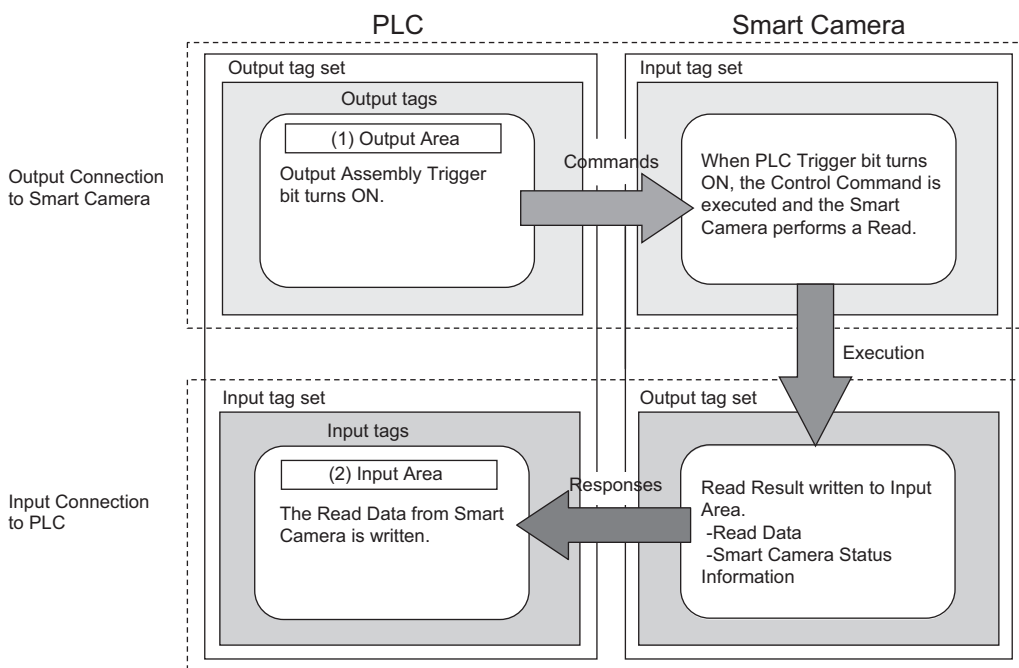 PLC
Smart Camera
Output tag set
Input tag set
Output tags
(1) Output Area
Output Assembly Trigger
bit turns ON.
Commands
When PLC Trigger bit turns
ON, the Control Command is
executed and the Smart
Camera performs a Read.
Output Connection
to Smart Camera
Execution
Input tag set
Output tag set
Input tags
(2) Input Area
The Read Data from Smart
Camera is written.
Responses
Read Result written to Input
Area.
-Read Data
-Smart Camera Status
Information
Input Connection
to PLC